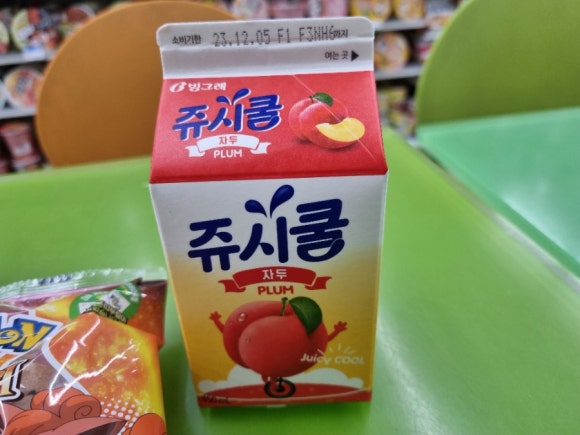 소비기한 23.12.05 F1 F3NH6까지
여는 곳 ▶
빙그레
쥬시쿨
자두
PLUM
쥬시쿨
자두
PLUM
Juicy COOL